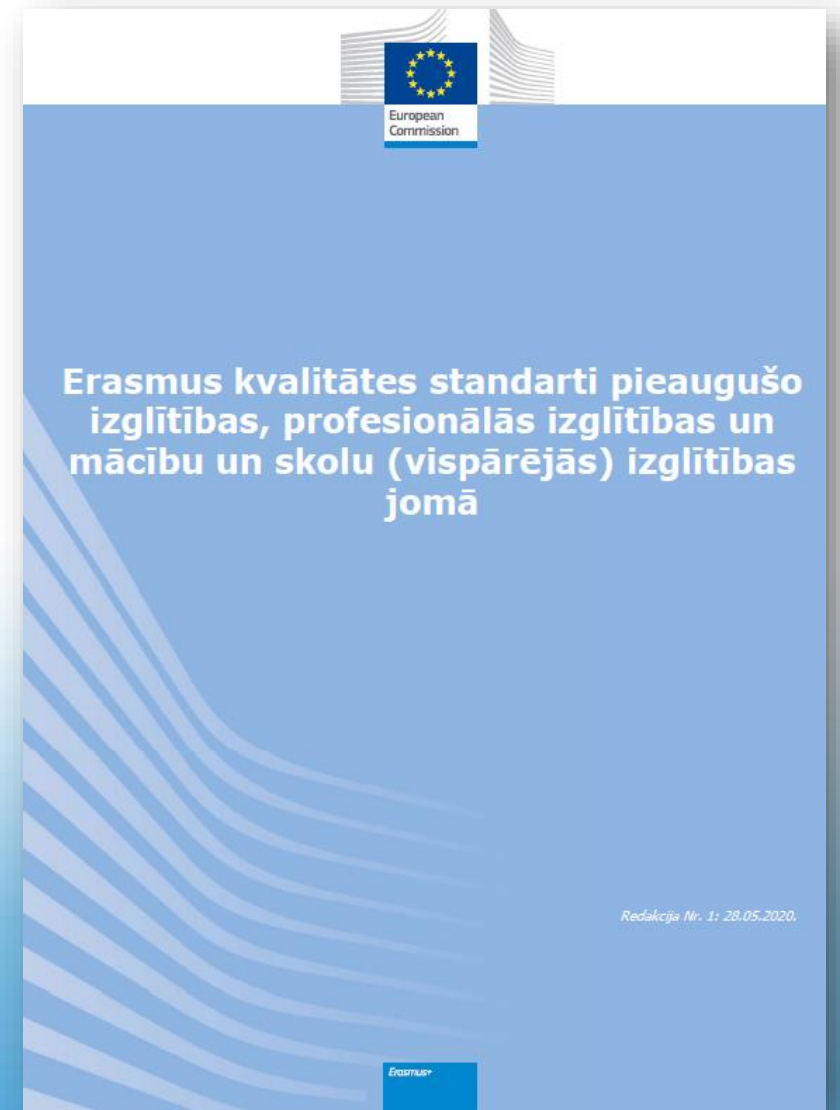 European
Commission
Erasmus kvalitātes standarti pieaugušo
izglītības, profesionālās izglītības un
mācību un skolu (vispārējās) izglītības
jomā
Redakcija Nr. 1: 28.05.2020.
Erasmus+